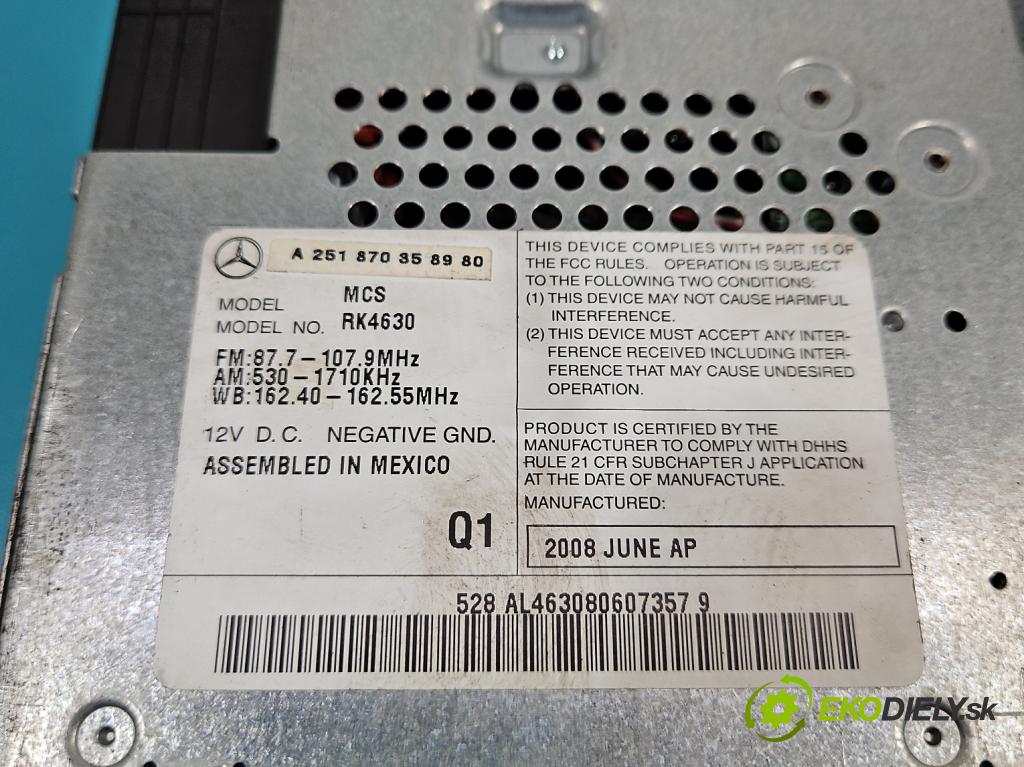 A 251 870 358980
MODEL MCS
MODEL NO. RK4630
FM:87.7-107.9MHz
AM:530-1710KHz
WB:162.40-162.55MHz
12V D.C. NEGATIVE GND.
ASSEMBLED IN MEXICO
Q1
THIS DEVICE COMPLIES WITH PART 15 OF
THE FCC RULES. OPERATION IS SUBJECT
TO THE FOLLOWING TWO CONDITIONS:
(1) THIS DEVICE MAY NOT CAUSE HARMFUL
INTERFERENCE.
(2) THIS DEVICE MUST ACCEPT ANY INTER-
FERENCE RECEIVED INCLUDING INTER-
FERENCE THAT MAY CAUSE UNDESIRED
OPERATION.
PRODUCT IS CERTIFIED BY THE
MANUFACTURER TO COMPLY WITH DHHS
RULE 21 CFR SUBCHAPTER J APPLICATION
AT THE DATE OF MANUFACTURE.
MANUFACTURED:
2008 JUNE AP
528 AL463080607357 9
EKODIELY.sk